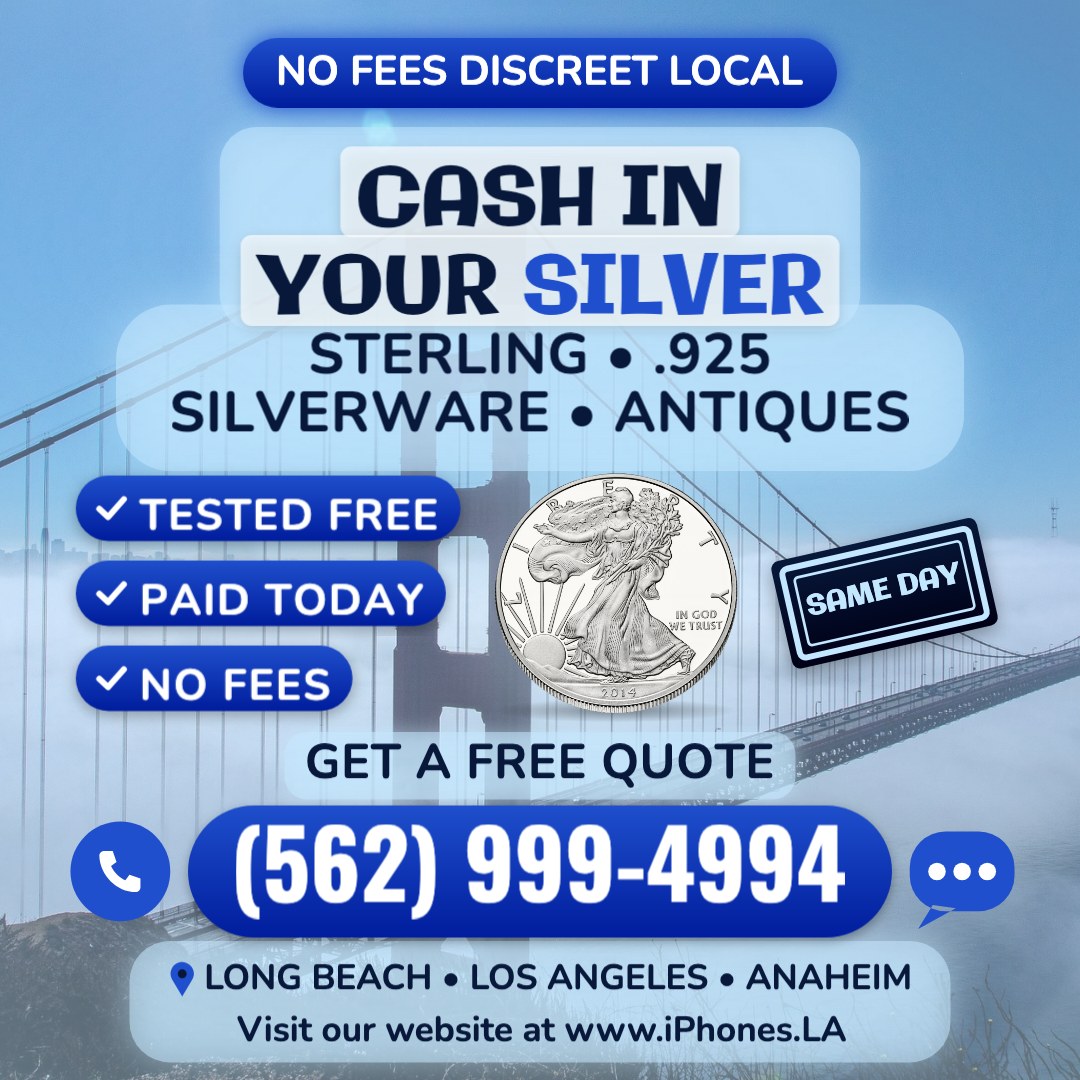 NO FEES DISCREET LOCAL
CASH IN
YOUR SILVER
STERLING • .925
SILVERWARE • ANTIQUES
TESTED FREE
PAID TODAY
NO FEES
LIBERTY
IN GOD
WE TRUST
2014
SAME DAY
GET A FREE QUOTE
(562) 999-4994
LONG BEACH • LOS ANGELES • ANAHEIM
Visit our website at www.iPhones.LA